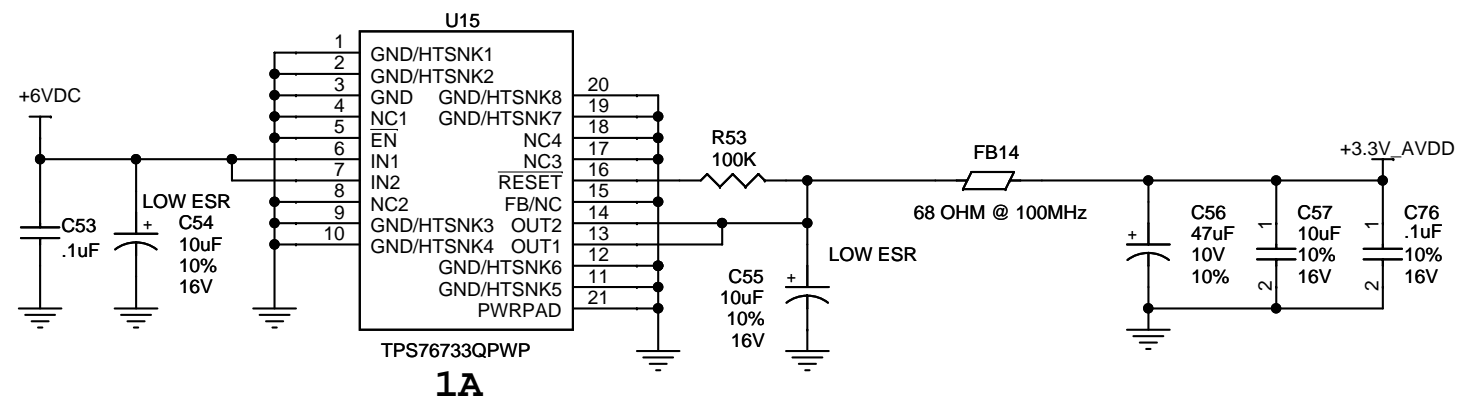 U15
+6VDC
1
2
3
4
5
6
7
8
9
10
GND/HTSNK1
GND/HTSNK2
GND
NC1
EN
IN1
IN2
NC2
GND/HTSNK3
GND/HTSNK4
GND/HTSNK8
GND/HTSNK7
NC4
NC3
RESET
FB/NC
OUT2
OUT1
GND/HTSNK6
GND/HTSNK5
PWRPAD
20
19
18
17
16
15
14
13
12
11
21
TPS76733QPWP
1A
C53
.1uF
LOW ESR
+
C54
10uF
10%
16V
R53
100K
LOW ESR
+
C55
10uF
10%
16V
FB14
68 OHM @ 100MHz
+3.3V_AVDD
+
C56
47uF
10V
10%
1
2
C57
10uF
10%
16V
1
2
C76
.1uF
10%
16V